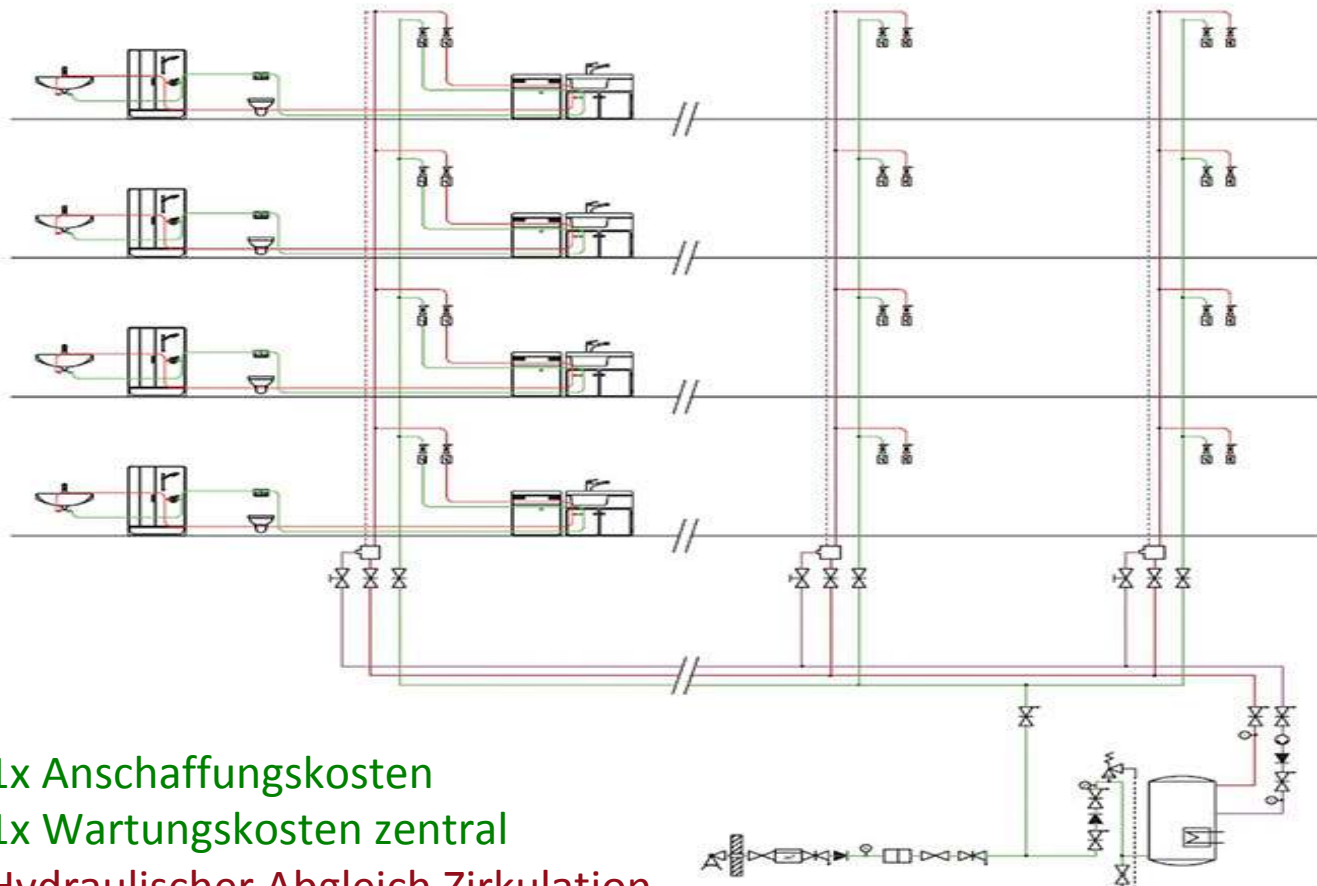 1x Anschaffungskosten
1x Wartungskosten zentral
Hydraulischer Abgleich Zirkulation